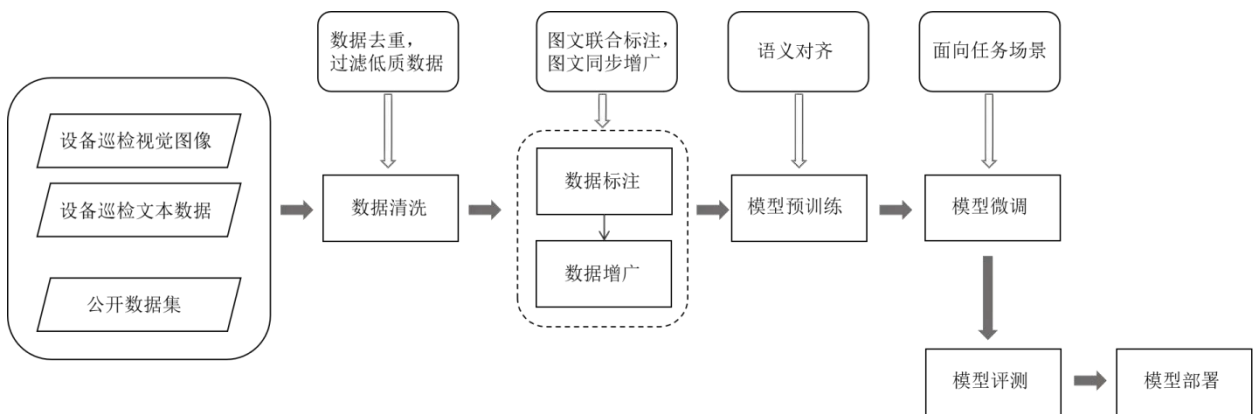 数据去重，
过滤低质数据
图文联合标注，
图文同步增广
语义对齐
面向任务场景
设备巡检视觉图像
设备巡检文本数据
公开数据集
数据清洗
数据标注
数据增广
模型预训练
模型微调
模型评测
模型部署